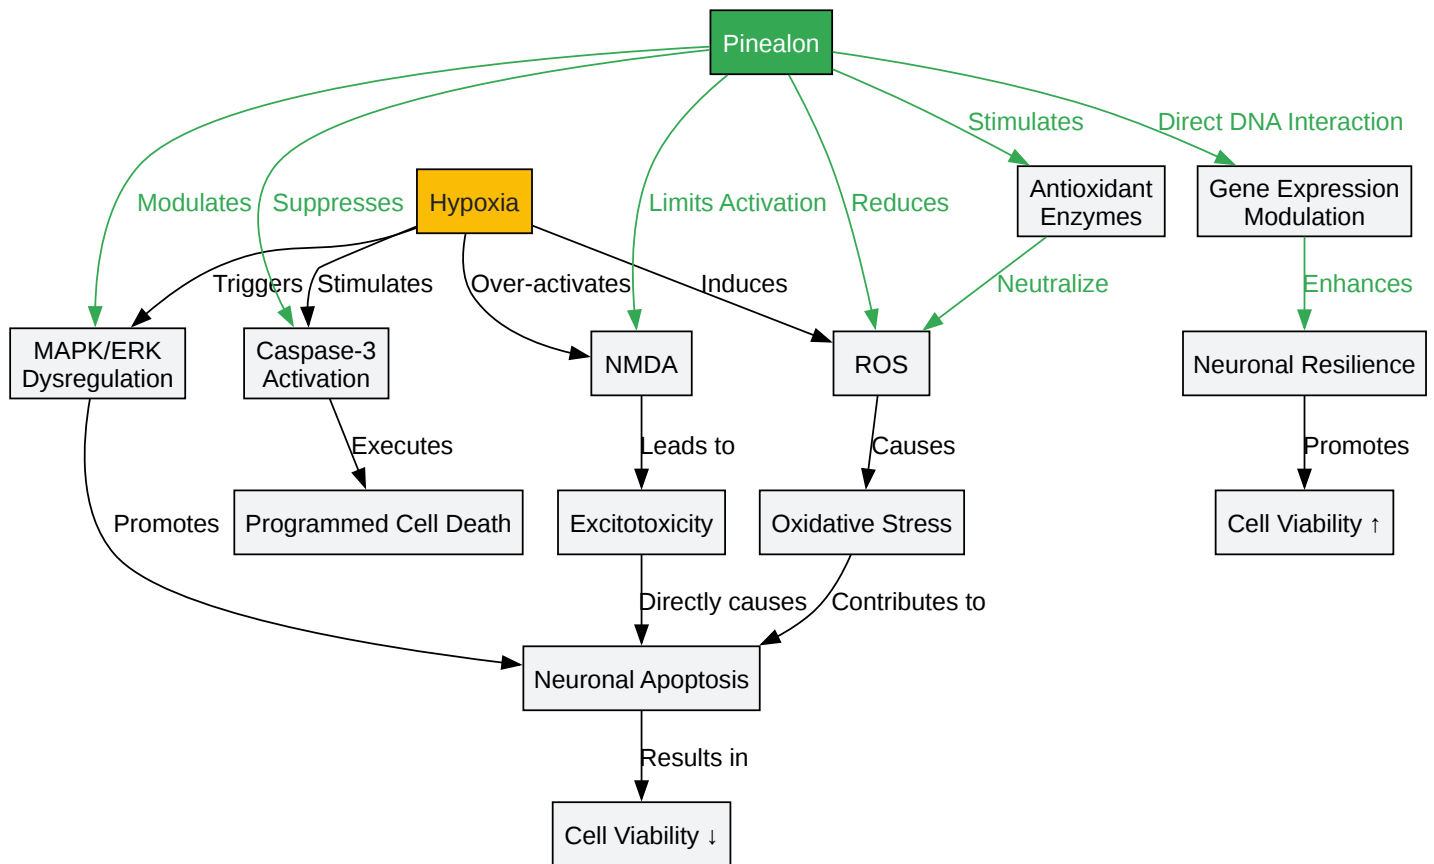 Pinealon
Stimulates
Direct DNA Interaction
Modulates
Suppresses
Hypoxia
Limits Activation
Reduces
Antioxidant
Enzymes
Gene Expression
Modulation
Triggers
Stimulates
Over-activates
Induces
Neutralize
Enhances
MAPK/ERK
Dysregulation
Caspase-3
Activation
NMDA
ROS
Neuronal Resilience
Executes
Leads to
Causes
Promotes
Promotes
Programmed Cell Death
Excitotoxicity
Oxidative Stress
Cell Viability ↑
Directly causes
Contributes to
Neuronal Apoptosis
Results in
Cell Viability ↓